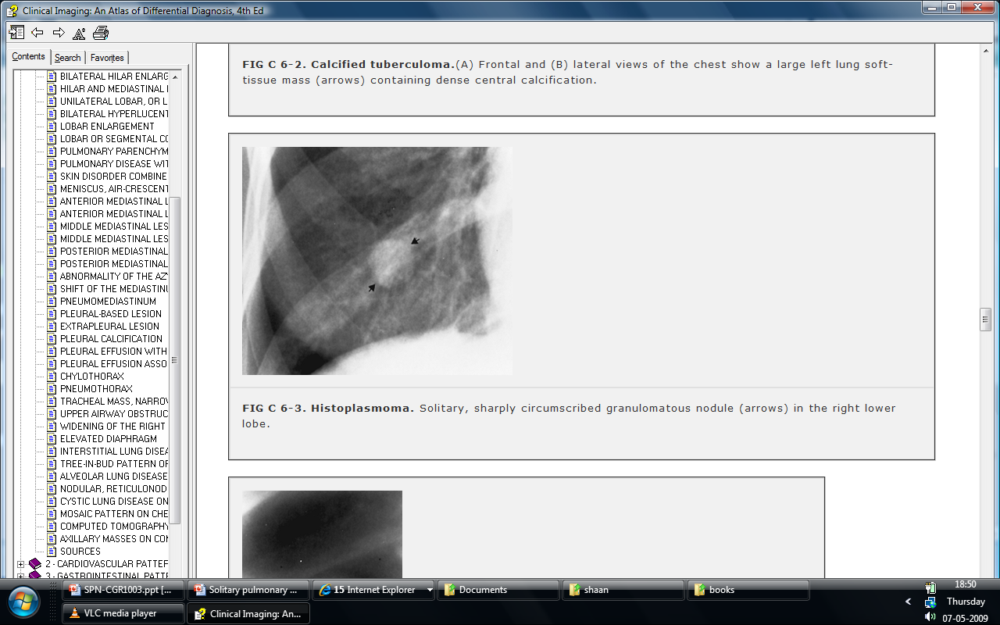 Clinical Imaging: An Atlas of Differential Diagnosis, 4th Ed
Contents
Search
Favorites
BILATERAL HILAR ENLARG
HILAR AND MEDIASTINAL
UNILATERAL LOBAR, OR L
BILATERAL HYPERLUCENT
LOBAR ENLARGEMENT
LOBAR OR SEGMENTAL CO
PULMONARY PARENCHYM
PULMONARY DISEASE WIT
SKIN DISORDER COMBINE
MENISCUS, AIR-CRESCENT
ANTERIOR MEDIASTINAL L
ANTERIOR MEDIASTINAL L
MIDDLE MEDIASTINAL LES
MIDDLE MEDIASTINAL LES
POSTERIOR MEDIASTINAL
POSTERIOR MEDIASTINAL
ABNORMALITY OF THE AZ
SHIFT OF THE MEDIASTINU
PNEUMOMEDIASTINUM
PLEURAL-BASED LESION
EXTRAPLEURAL LESION
PLEURAL CALCIFICATION
PLEURAL EFFUSION WITH
PLEURAL EFFUSION ASSO
CHYLOTHORAX
PNEUMOTHORAX
TRACHEAL MASS, NARROW
UPPER AIRWAY OBSTRUC
WIDENING OF THE RIGHT
ELEVATED DIAPHRAGM
INTERSTITIAL LUNG DISEA
TREE-IN-BUD PATTERN OF
ALVEOLAR LUNG DISEASE
NODULAR, RETICULONOD
CYSTIC LUNG DISEASE ON
MOSAIC PATTERN ON CHE
COMPUTED TOMOGRAPHY
AXILLARY MASSES ON COM
SOURCES
2 - CARDIOVASCULAR PATTER
3 - GASTROINTESTINAL PATT
FIG C 6-2. Calcified tuberculoma.(A) Frontal and (B) lateral views of the chest show a large left lung soft-
tissue mass (arrows) containing dense central calcification.
FIG C 6-3. Histoplasmoma. Solitary, sharply circumscribed granulomatous nodule (arrows) in the right lower
lobe.
SPN-CGR1003.ppt [...
Solitary pulmonary ...
15 Internet Explorer
Documents
shaan
books
VLC media player
Clinical Imaging: An...
18:50
Thursday
07-05-2009